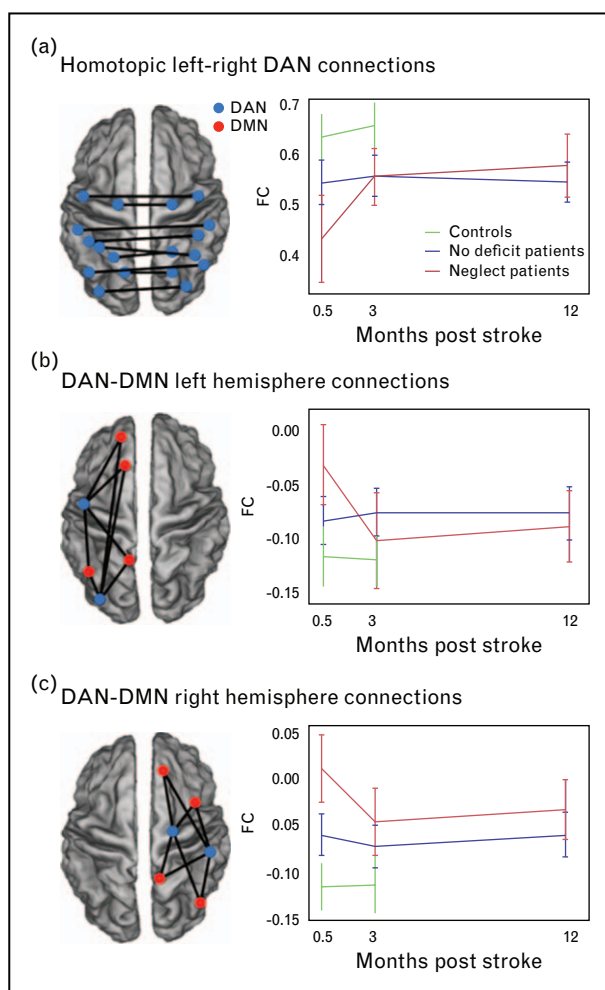 (a)
Homotopic left-right DAN connections
DAN
DMN
0.7
0.6
0.5
0.4
FC
Controls
No deficit patients
Neglect patients
0.5
3
12
Months post stroke
(b)
DAN-DMN left hemisphere connections
0.00
-0.05
-0.10
-0.15
FC
0.5
3
12
Months post stroke
(c)
DAN-DMN right hemisphere connections
0.05
0.00
0.05
-0.10
-0.15
FC
0.5
3
12
Months post stroke